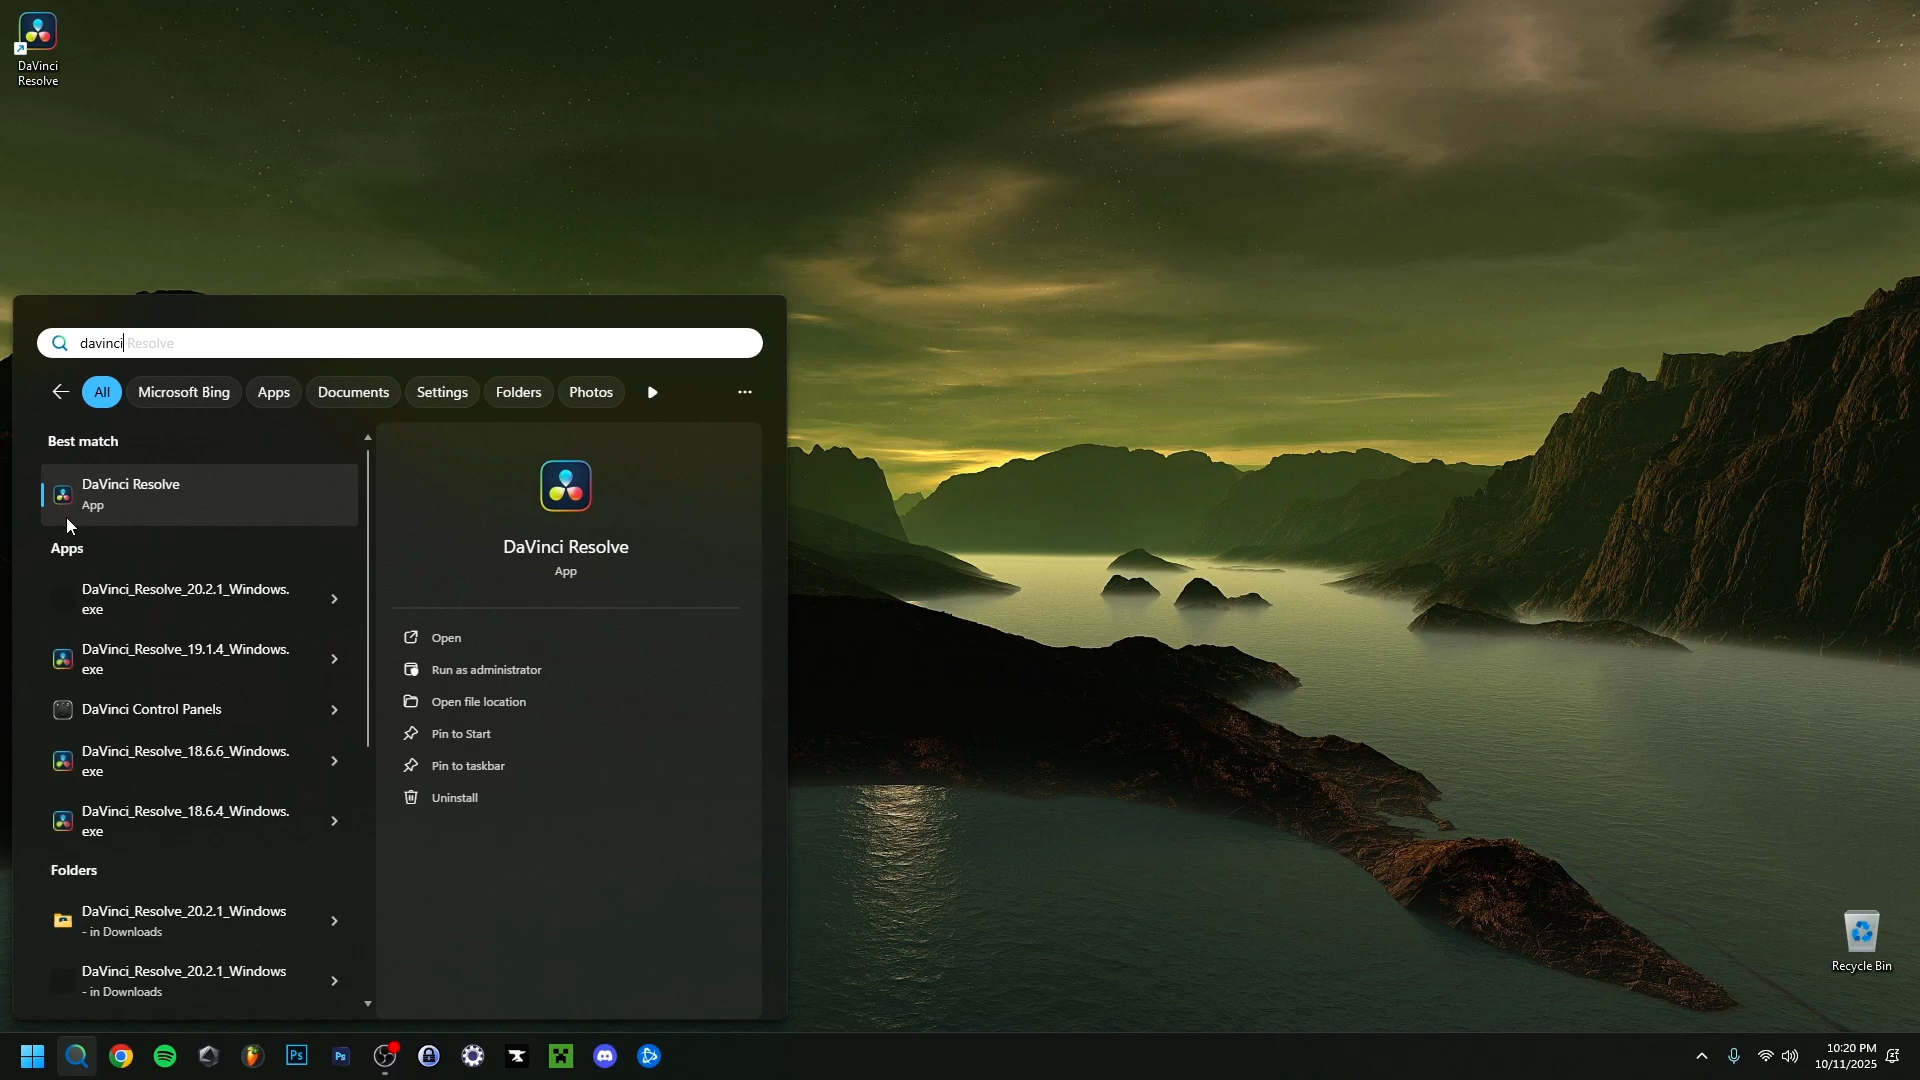 DaVinci
Resolve
davinci Resolve
All
Microsoft Bing
Apps
Documents
Settings
Folders
Photos
Best match
DaVinci Resolve
App
Apps
DaVinci_Resolve_20.2.1_Windows.
exe
DaVinci_Resolve_19.1.4_Windows.
exe
DaVinci Control Panels
DaVinci_Resolve_18.6.6_Windows.
exe
DaVinci_Resolve_18.6.4_Windows.
exe
Folders
DaVinci_Resolve_20.2.1_Windows
- in Downloads
DaVinci_Resolve_20.2.1_Windows
- in Downloads
DaVinci Resolve
App
Open
Run as administrator
Open file location
Pin to Start
Pin to taskbar
Uninstall
Recycle Bin
Ps
Ps
10:20 PM
10/11/2025